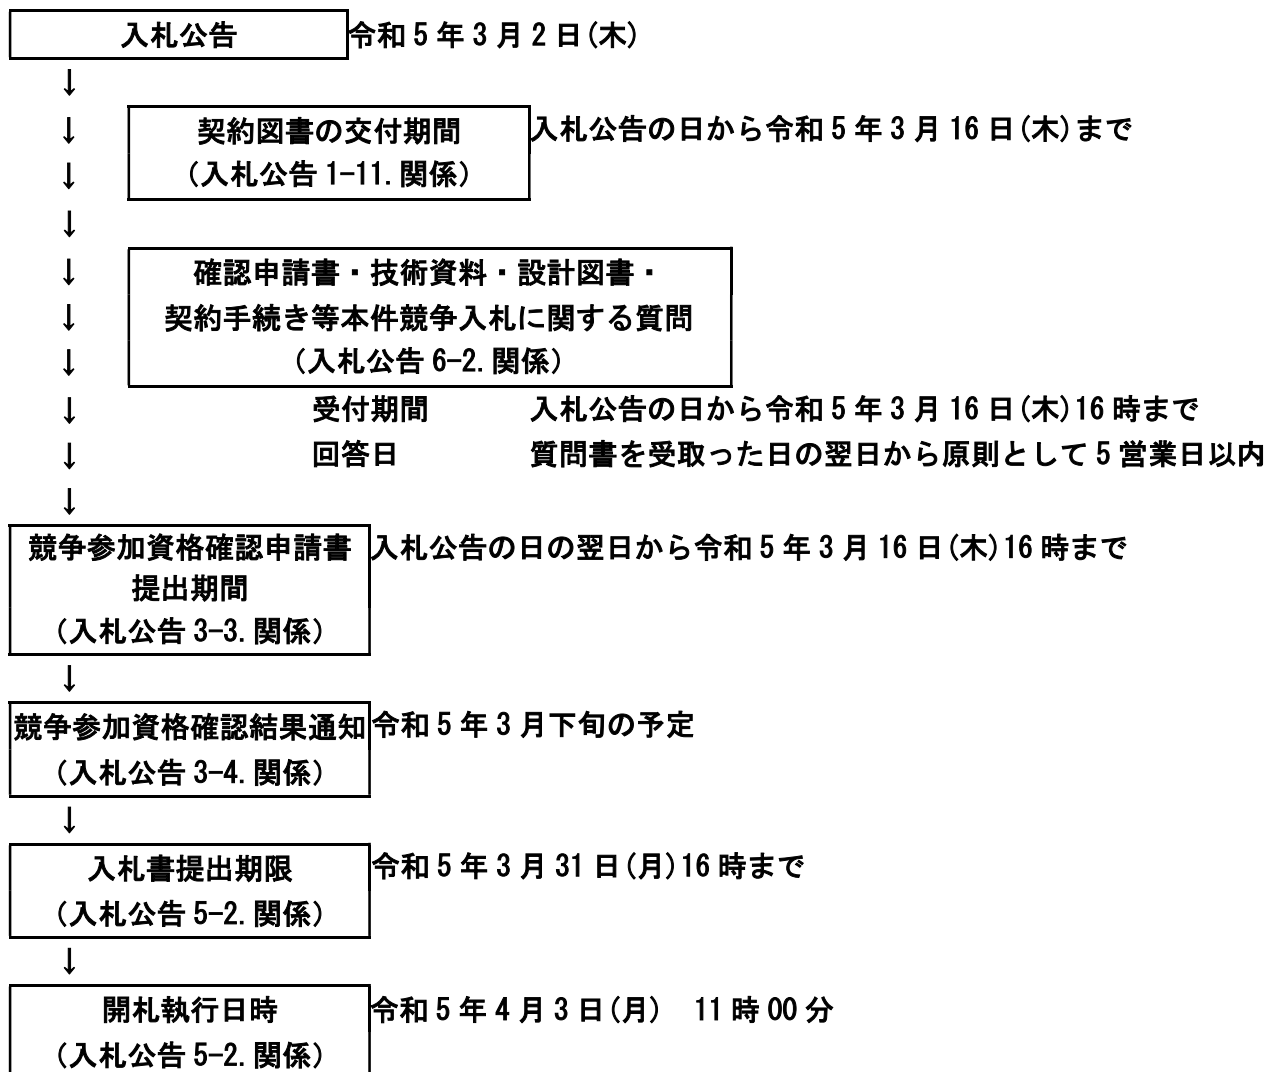 入札公告 令和5年3月2日(木)
↓
↓ 契約図書の交付期間 入札公告の日から令和5年3月16日(木)まで
↓ (入札公告1-11.関係)
↓
↓ 確認申請書・技術資料・設計図書・
↓ 契約手続き等本件競争入札に関する質問
↓ (入札公告6-2.関係)
↓ 受付期間 入札公告の日から令和5年3月16日(木)16時まで
↓ 回答日 質問書を受取った日の翌日から原則として5営業日以内
↓
競争参加資格確認申請書 入札公告の日の翌日から令和5年3月16日(木)16時まで
提出期間
(入札公告3-3.関係)
↓
競争参加資格確認結果通知 令和5年3月下旬の予定
(入札公告3-4.関係)
↓
入札書提出期限 令和5年3月31日(月)16時まで
(入札公告5-2.関係)
↓
開札執行日時 令和5年4月3日(月) 11時00分
(入札公告5-2.関係)